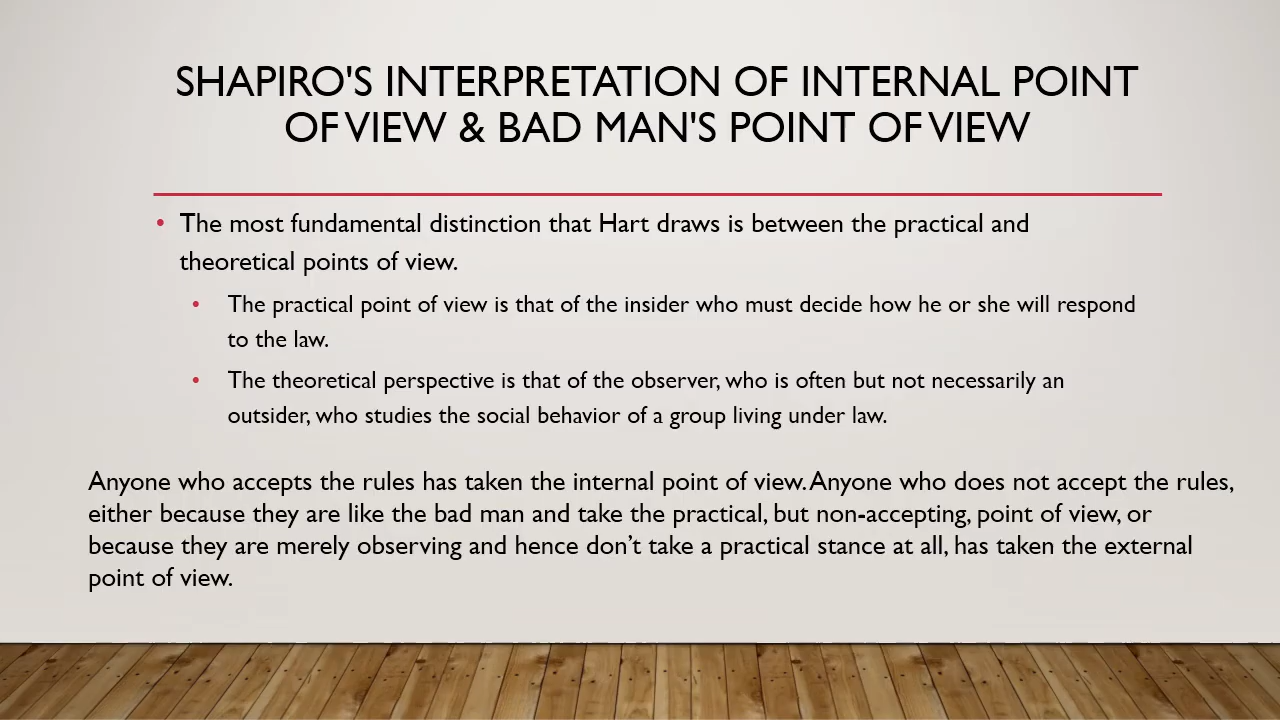 SHAPIRO'S INTERPRETATION OF INTERNAL POINT
OF VIEW & BAD MAN'S POINT OF VIEW
• The most fundamental distinction that Hart draws is between the practical and
theoretical points of view.
• The practical point of view is that of the insider who must decide how he or she will respond
to the law.
• The theoretical perspective is that of the observer, who is often but not necessarily an
outsider, who studies the social behavior of a group living under law.
Anyone who accepts the rules has taken the internal point of view. Anyone who does not accept the rules,
either because they are like the bad man and take the practical, but non-accepting, point of view, or
because they are merely observing and hence don’t take a practical stance at all, has taken the external
point of view.